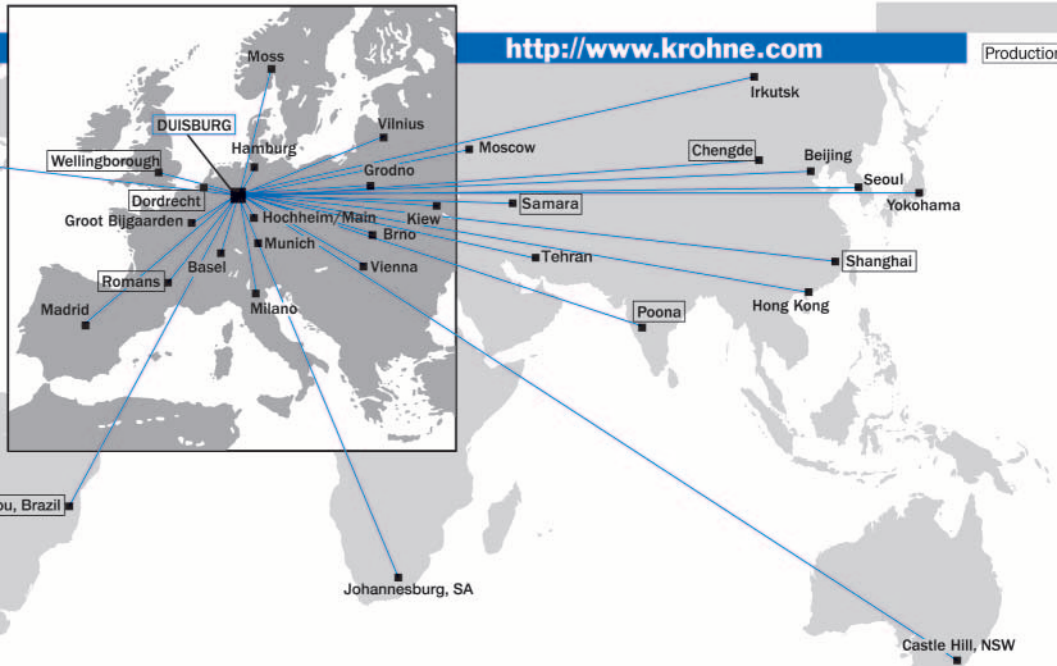 http://www.krohne.com
Production
Moss
Irkutsk
DUISBURG
Vilnius
Hamburg
Moscow
Chengde
Beijing
Wellingborough
Grodno
Seoul
Dordrecht
Samara
Yokohama
Groot Bijgaarden
Hochheim/Main
Kiew
Brno
Munich
Tehran
Shanghai
Basel
Vienna
Romans
Madrid
Milano
Poona
Hong Kong
ou, Brazil
Johannesburg, SA
Castle Hill, NSW